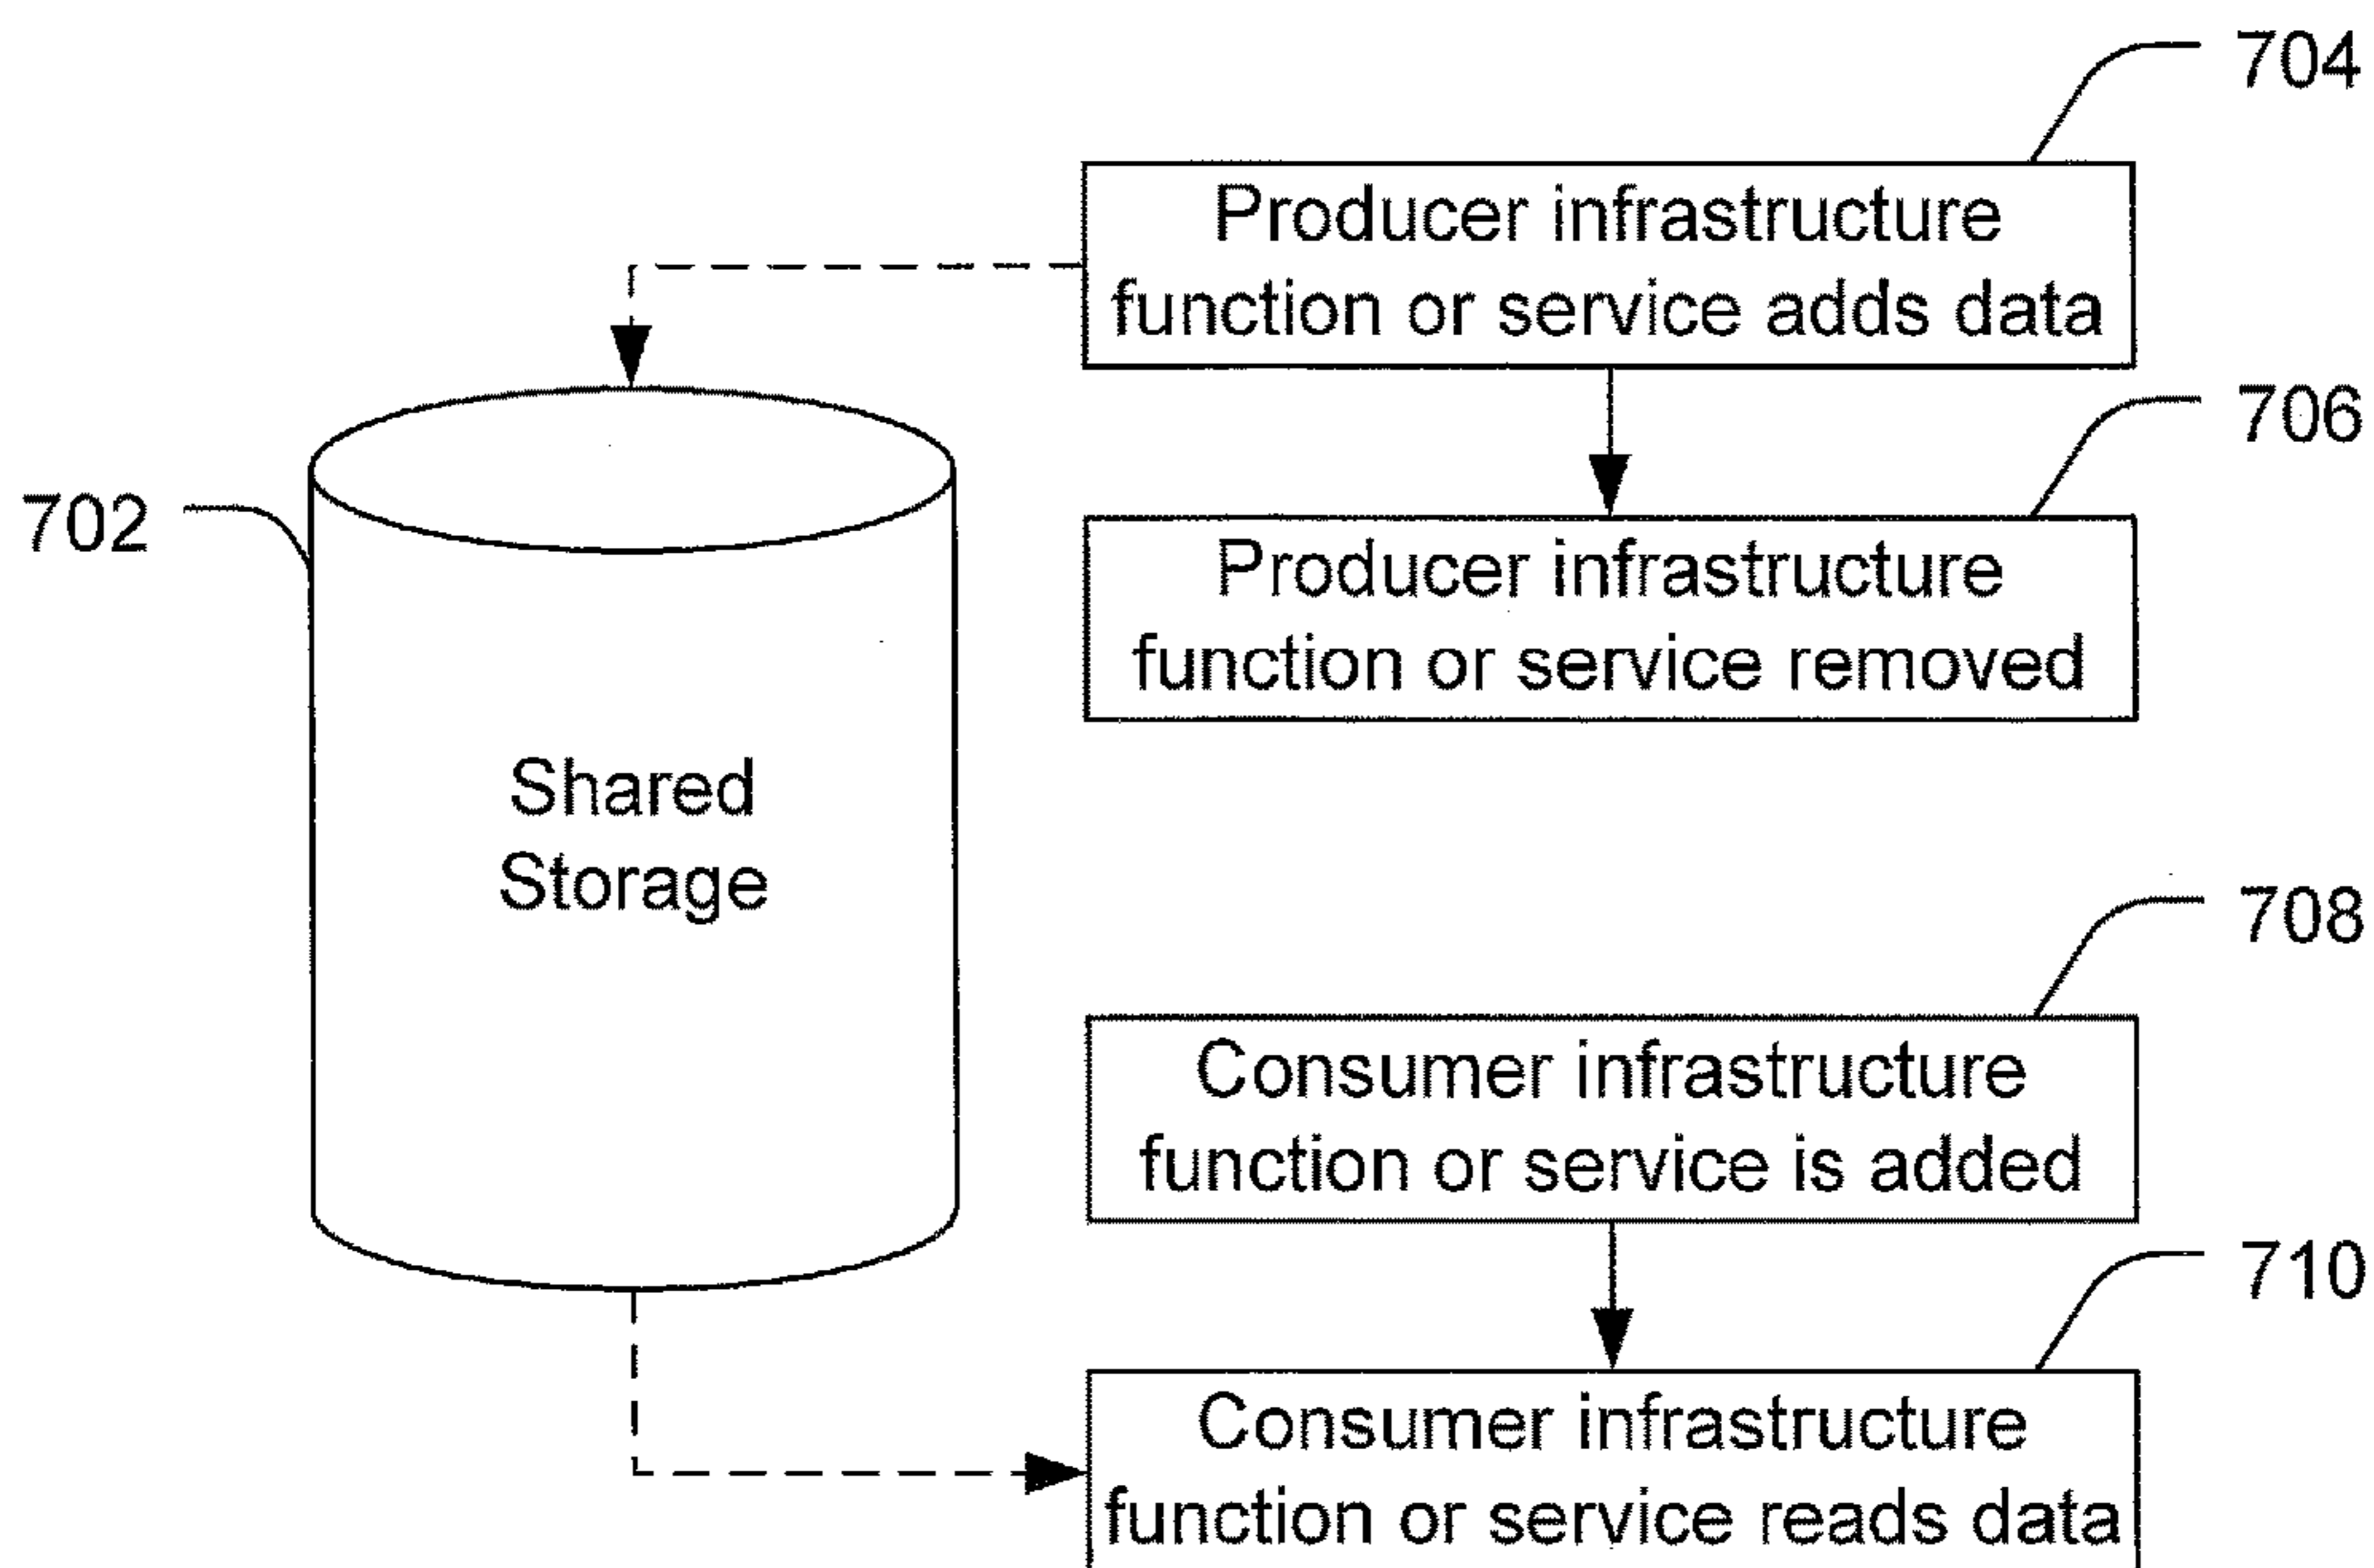 704
Producer infrastructure
function or service adds data
706
Producer infrastructure
function or service removed
702
Shared
Storage
708
Consumer infrastructure
function or service is added
710
Consumer infrastructure
function or service reads data